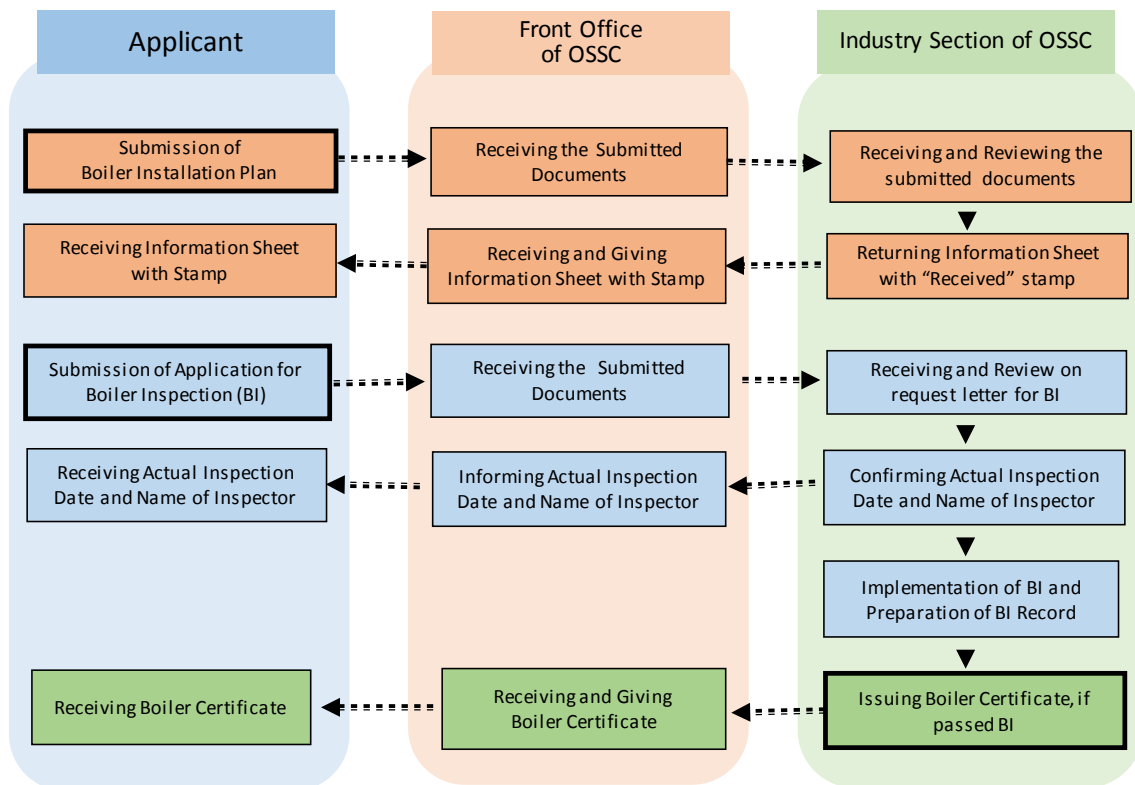 Applicant
Front Office
of OSSC
Industry Section of OSSC
Submission of
Boiler Installation Plan
Receiving the Submitted
Documents
Receiving and Reviewing the
submitted documents
Receiving Information Sheet
with Stamp
Receiving and Giving
Information Sheet with Stamp
Returning Information Sheet
with “Received” stamp
Submission of Application for
Boiler Inspection (BI)
Receiving the Submitted
Documents
Receiving and Review on
request letter for BI
Receiving Actual Inspection
Date and Name of Inspector
Informing Actual Inspection
Date and Name of Inspector
Confirming Actual Inspection
Date and Name of Inspector
Implementation of BI and
Preparation of BI Record
Receiving Boiler Certificate
Receiving and Giving
Boiler Certificate
Issuing Boiler Certificate, if
passed BI